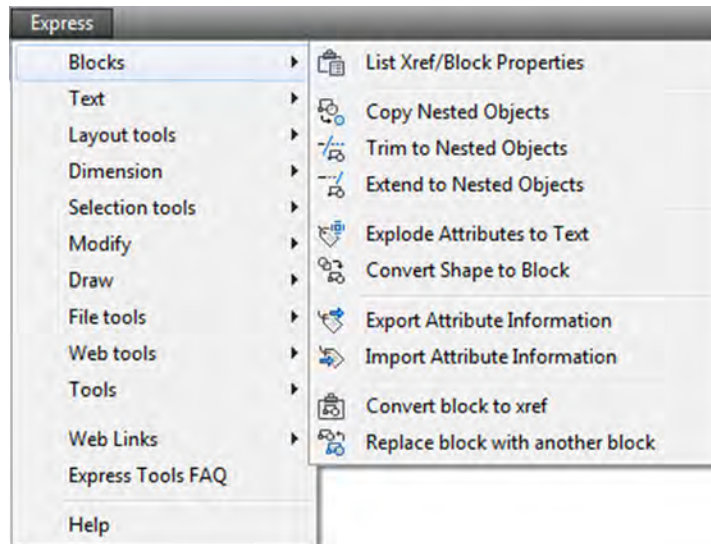 Express
Blocks
Text
Layout tools
Dimension
Selection tools
Modify
Draw
File tools
Web tools
Tools
Web Links
Express Tools FAQ
Help
List Xref/Block Properties
Copy Nested Objects
Trim to Nested Objects
Extend to Nested Objects
Explode Attributes to Text
Convert Shape to Block
Export Attribute Information
Import Attribute Information
Convert block to xref
Replace block with another block